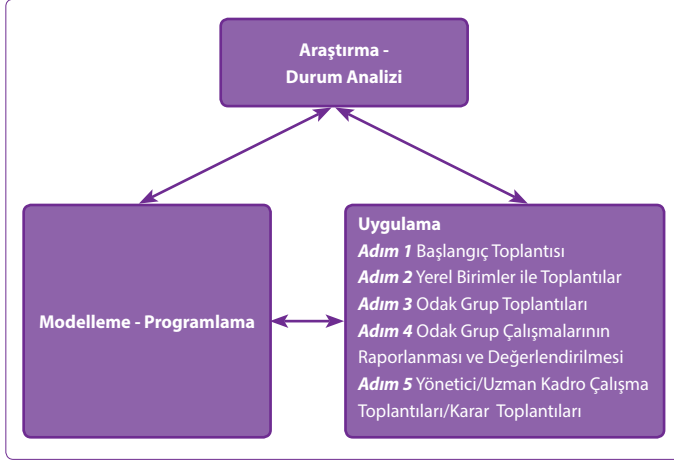 Araştırma -
Durum Analizi
Modelleme - Programlama
Uygulama
Adım 1 Başlangıç Toplantısı
Adım 2 Yerel Birimler ile Toplantılar
Adım 3 Odak Grup Toplantıları
Adım 4 Odak Grup Çalışmalarının
Raporlanması ve Değerlendirilmesi
Adım 5 Yönetici/Uzman Kadro Çalışma
Toplantıları/Karar Toplantıları